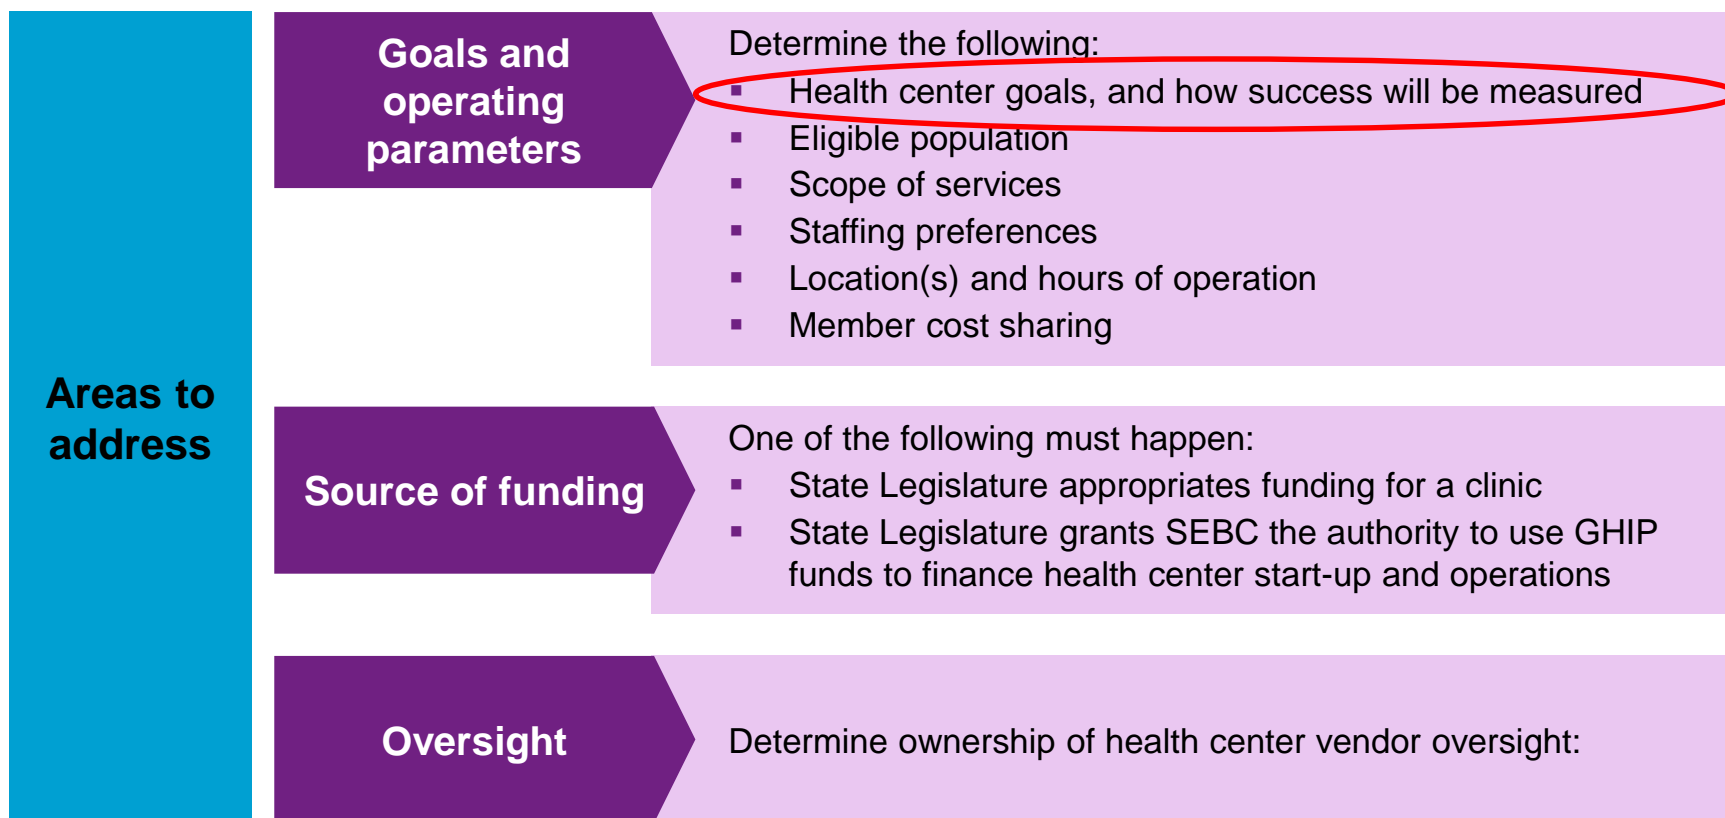 Areas to
address
Goals and
operating
parameters
Determine the following:
▪ Health center goals, and how success will be measured
▪ Eligible population
▪ Scope of services
▪ Staffing preferences
▪ Location(s) and hours of operation
▪ Member cost sharing
Source of funding
One of the following must happen:
▪ State Legislature appropriates funding for a clinic
▪ State Legislature grants SEBC the authority to use GHIP
funds to finance health center start-up and operations
Oversight
Determine ownership of health center vendor oversight: